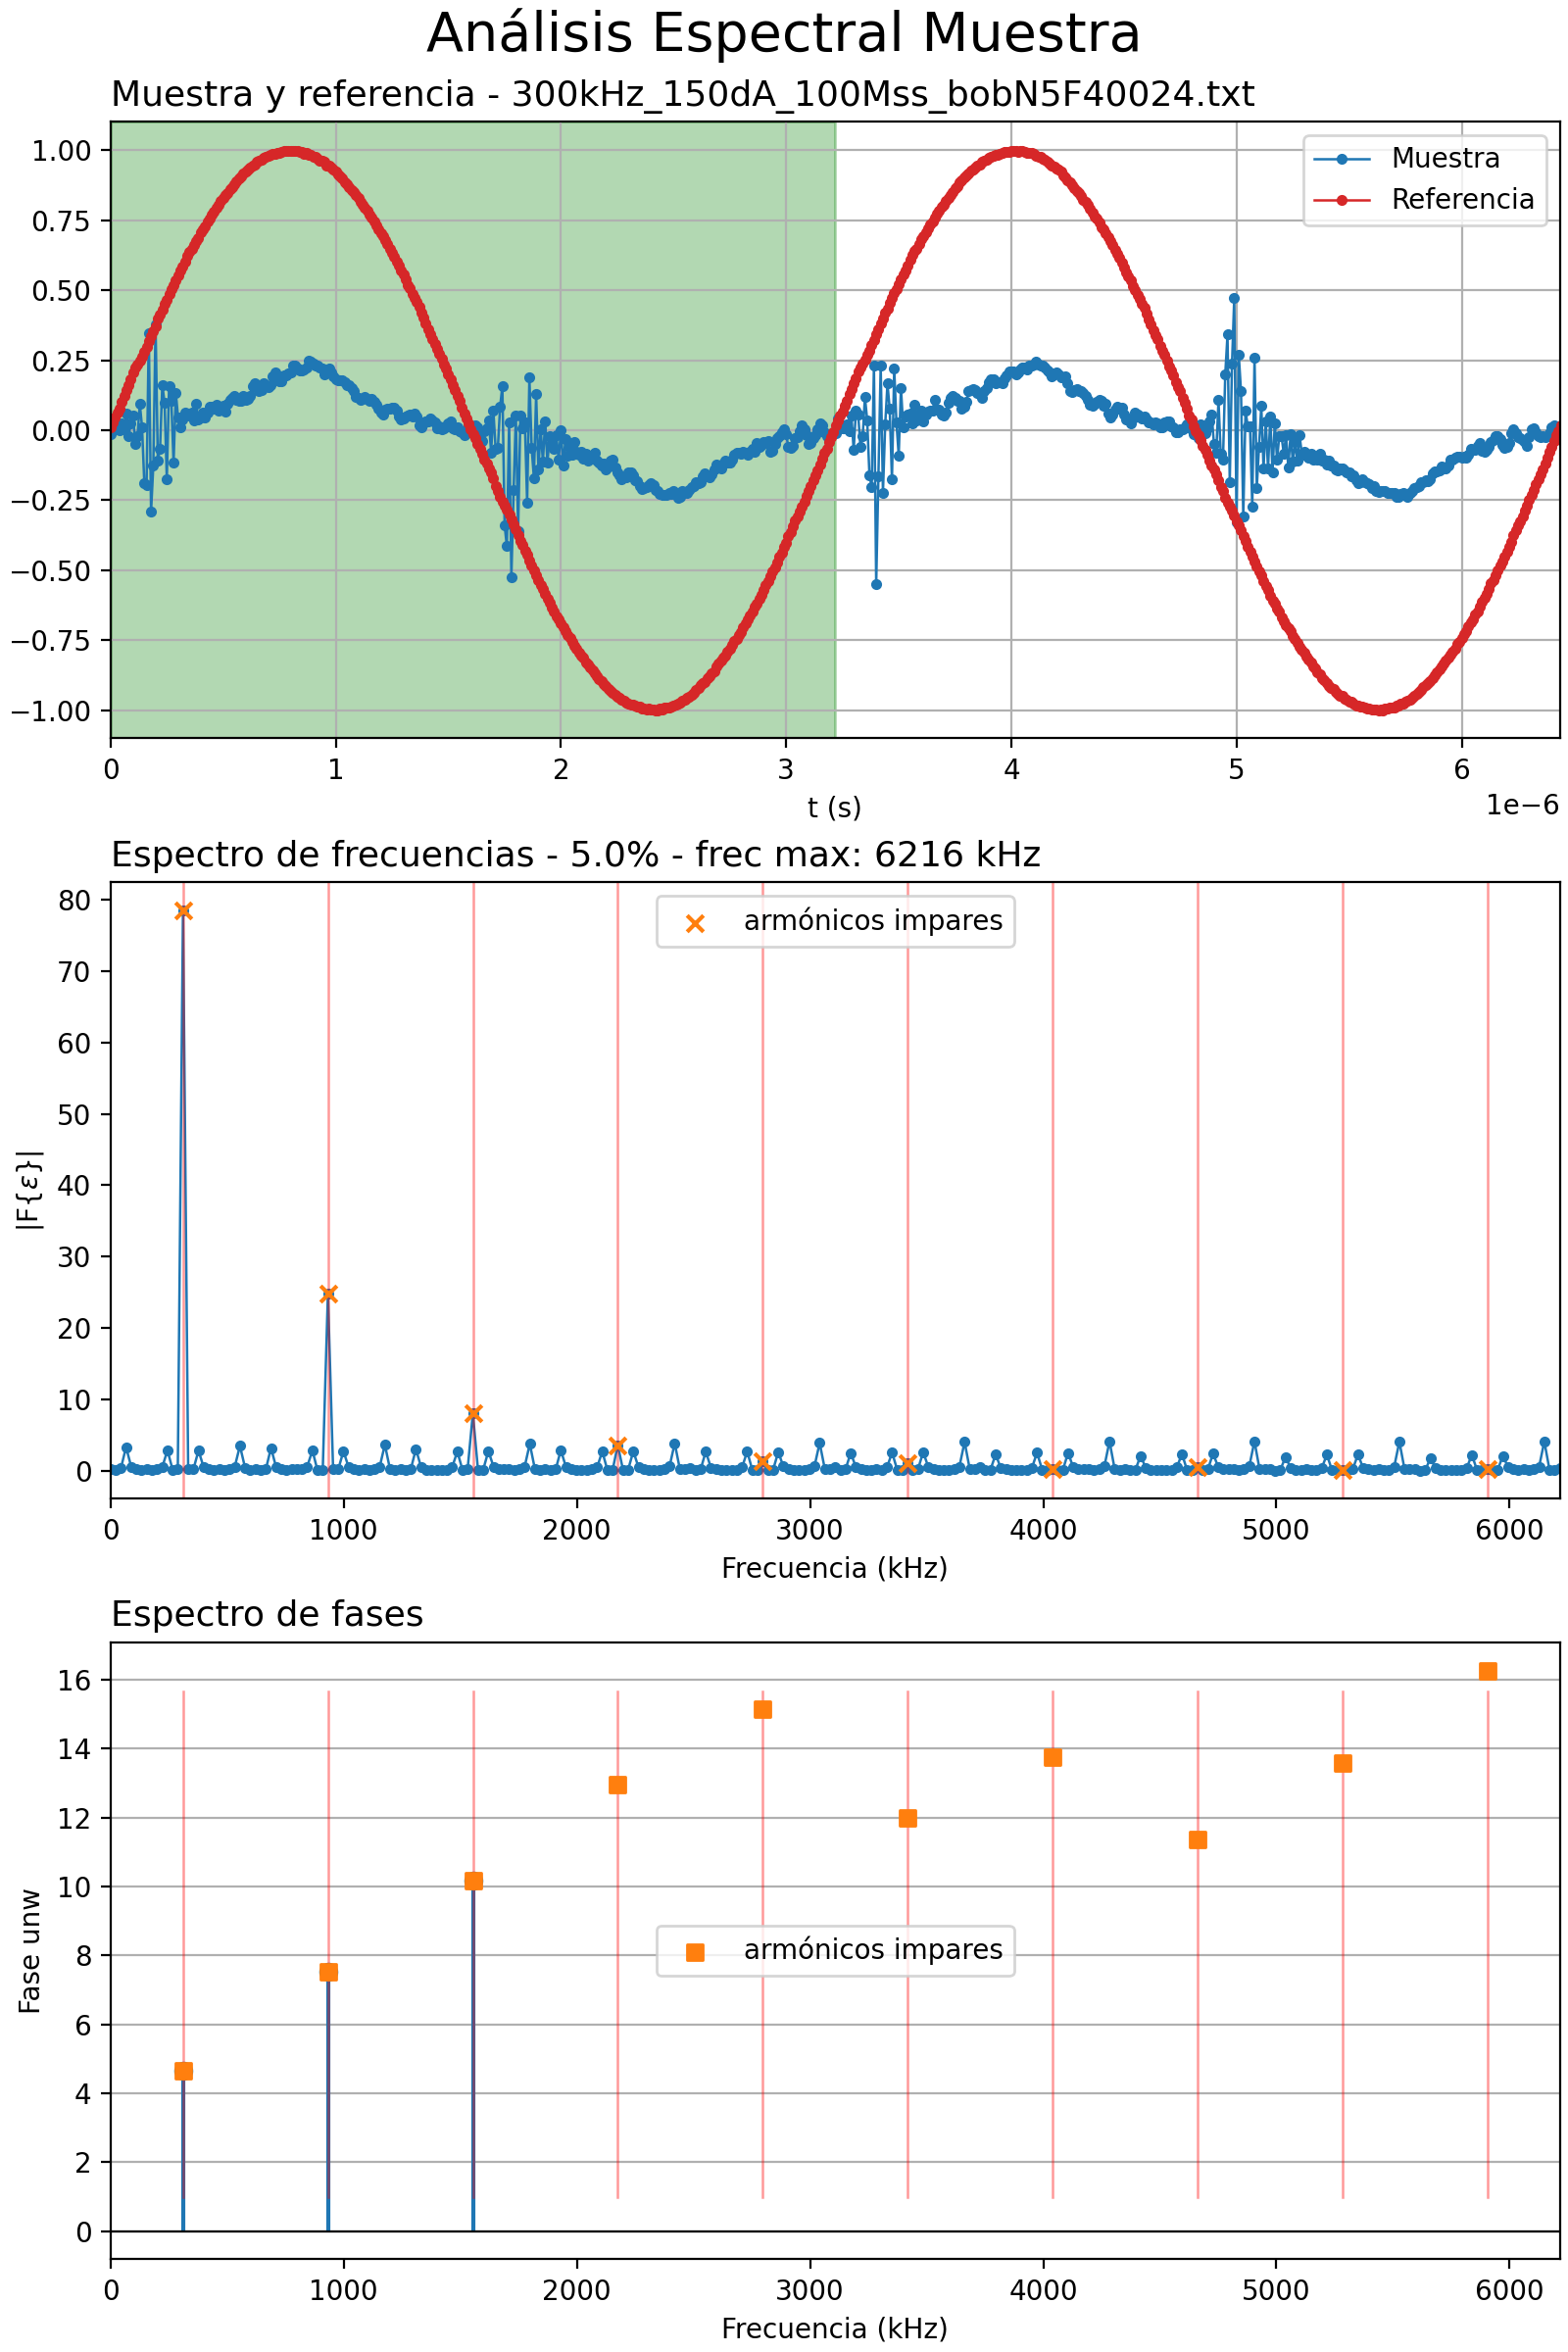 Análisis Espectral Muestra
Muestra y referencia - 300kHz_150dA_100Mss_bobN5F40024.txt
1.00
0.75
0.50
0.25
0.00
−0.25
−0.50
−0.75
−1.00
Muestra
Referencia
0 1 2 3 4 5 6
t (s)
1e−6
Espectro de frecuencias - 5.0% - frec max: 6216 kHz
80
70
60
50
40
30
20
10
0
|F{ε}|
armónicos impares
0 1000 2000 3000 4000 5000 6000
Frecuencia (kHz)
Espectro de fases
16
14
12
10
8
6
4
2
0
Fase unw
armónicos impares
0 1000 2000 3000 4000 5000 6000
Frecuencia (kHz)